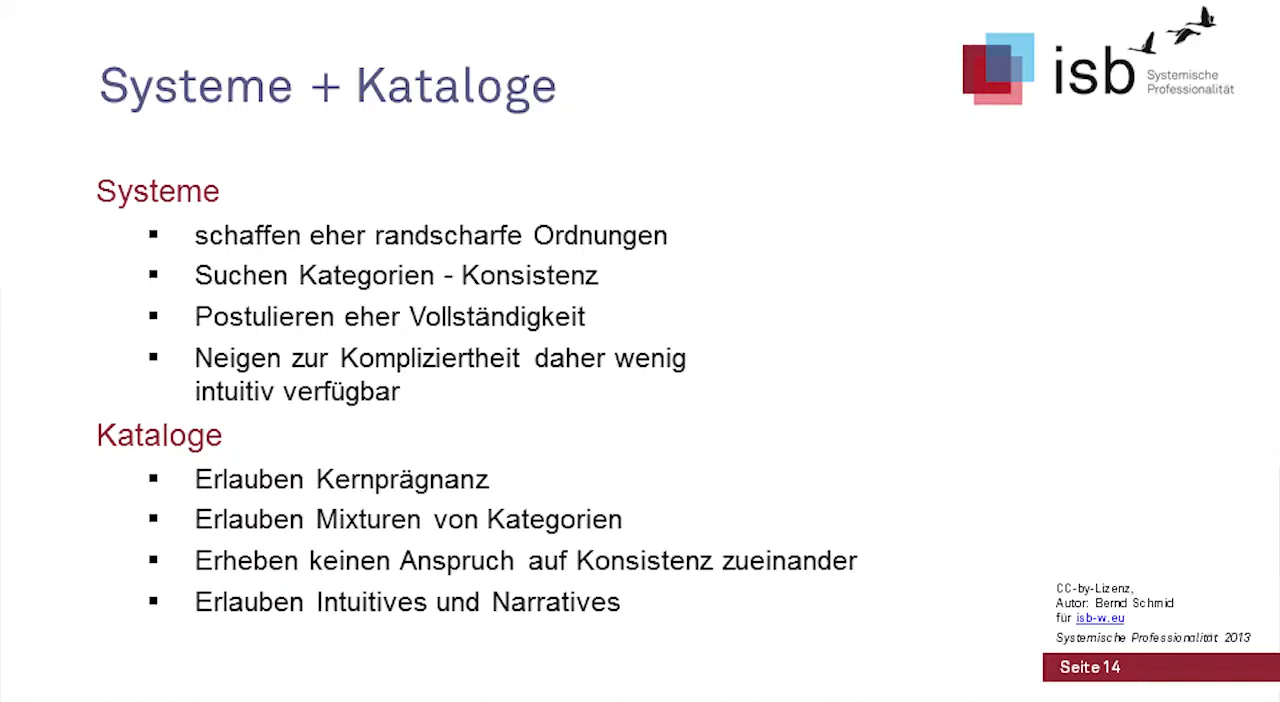 Systeme + Kataloge
isb
Systemische
Professionalität
Systeme
▪ schaffen eher randscharfe Ordnungen
▪ Suchen Kategorien - Konsistenz
▪ Postulieren eher Vollständigkeit
▪ Neigen zur Kompliziertheit daher wenig
intuitiv verfügbar
Kataloge
▪ Erlauben Kernprägnanz
▪ Erlauben Mixturen von Kategorien
▪ Erheben keinen Anspruch auf Konsistenz zueinander
▪ Erlauben Intuitives und Narratives
CC-by-Lizenz,
Autor: Bernd Schmid
für isb-w.eu
Systemische Professionalität 2013
Seite 14